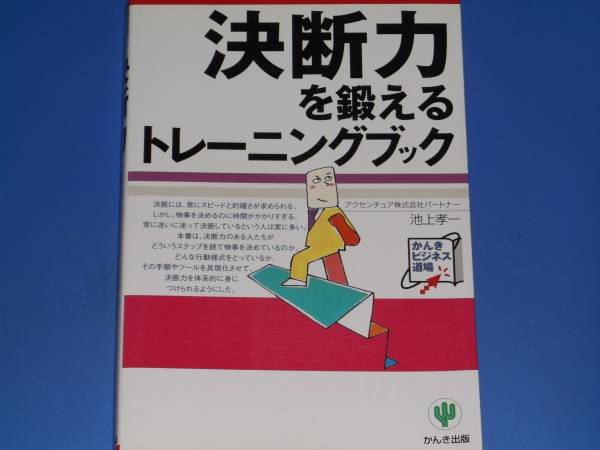 決断力
を鍛える
トレーニングブック
決断には、常にスピードと的確さが求められる。
しかし、物事を決めるのに時間がかかりすぎる、
常に迷いに迷って決断しているという人は実に多い。
本書は、決断力のある人たちが
どういうステップを経て物事を決めているのか、
どんな行動様式をとっているか、
その手順やツールを具現化させて、
決断力を体系的に身に
つけられるようにした。
アクセンチュア株式会社パートナー
池上孝一
かんき
ビジネス
道場
かんき出版